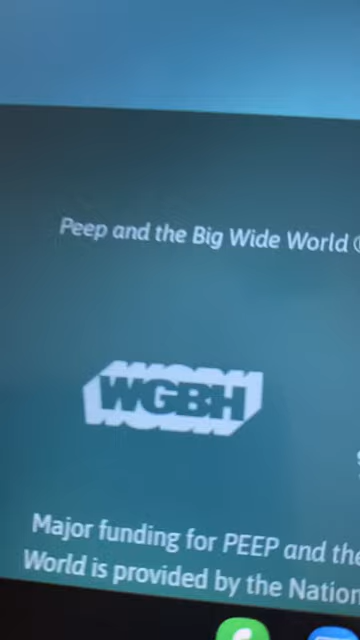 Peep and the Big Wide World ©
WGBH
Major funding for PEEP and the
World is provided by the Nation